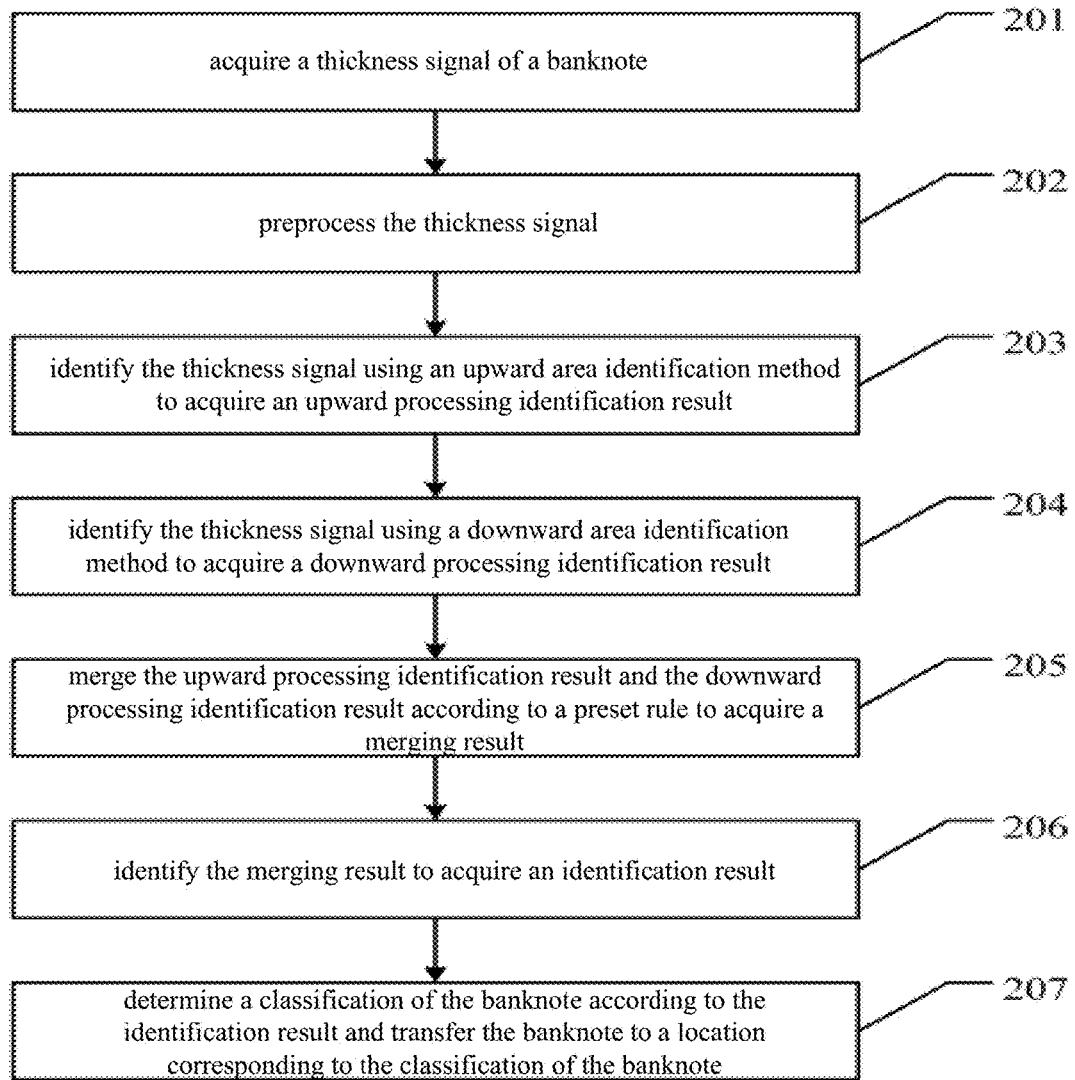 201
acquire a thickness signal of a banknote
202
preprocess the thickness signal
203
identify the thickness signal using an upward area identification method
to acquire an upward processing identification result
204
identify the thickness signal using a downward area identification
method to acquire a downward processing identification result
205
merge the upward processing identification result and the downward
processing identification result according to a preset rule to acquire a
merging result
206
identify the merging result to acquire an identification result
207
determine a classification of the banknote according to the
identification result and transfer the banknote to a location
corresponding to the classification of the banknote